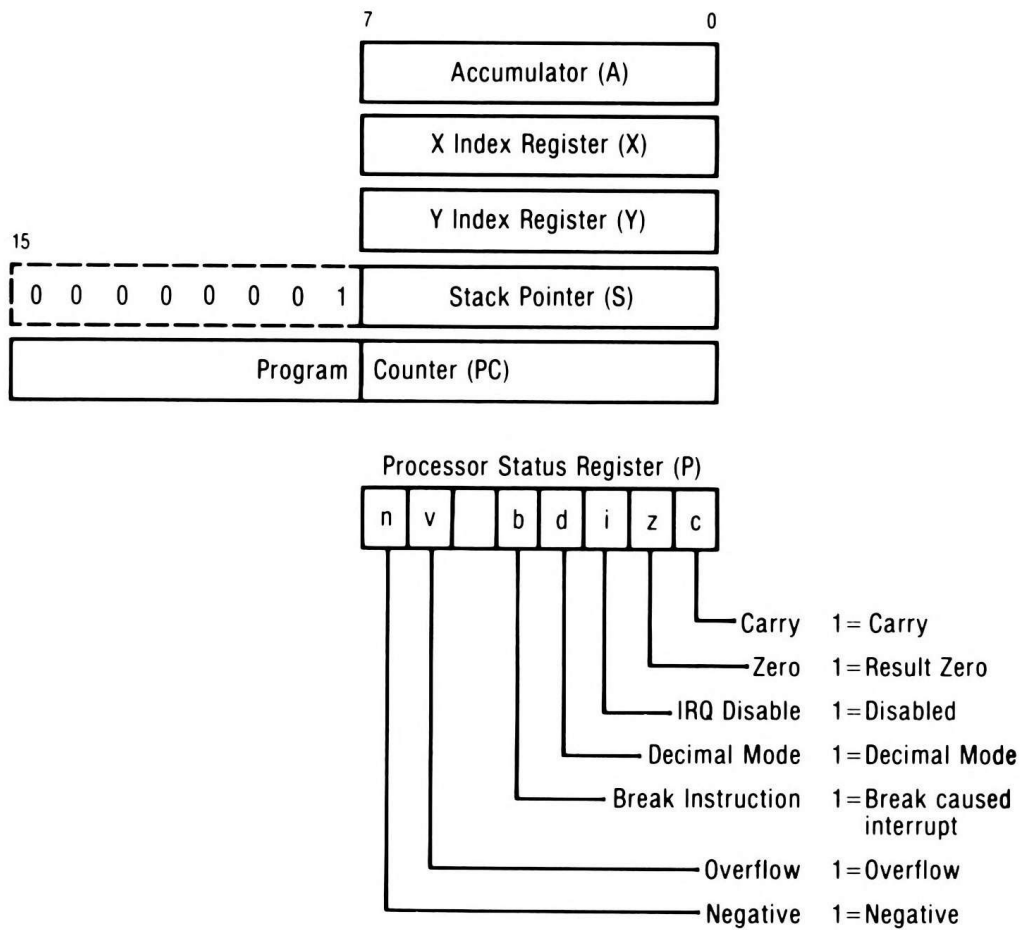 7 0
Accumulator (A)
X Index Register (X)
Y Index Register (Y)
15
0 0 0 0 0 0 0 1 Stack Pointer (S)
Program Counter (PC)
Processor Status Register (P)
n v b d i z c
Carry 1=Carry
Zero 1=Result Zero
IRQ Disable 1=Disabled
Decimal Mode 1=Decimal Mode
Break Instruction 1=Break caused
interrupt
Overflow 1=Overflow
Negative 1=Negative